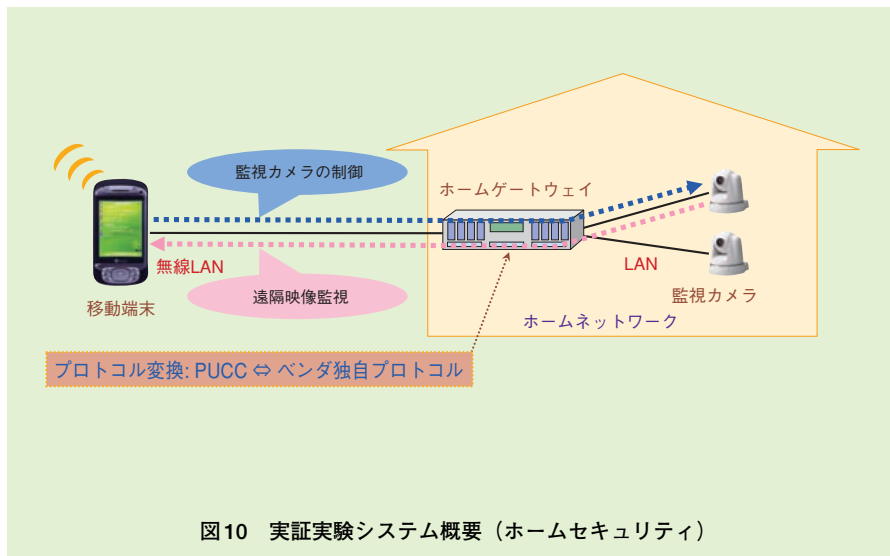 監視カメラの制御
ホームゲートウェイ
無線LAN
LAN
移動端末
遠隔映像監視
監視カメラ
ホームネットワーク
プロトコル変換: PUCC ⇔ ベンダ独自プロトコル
図10 実証実験システム概要（ホームセキュリティ）